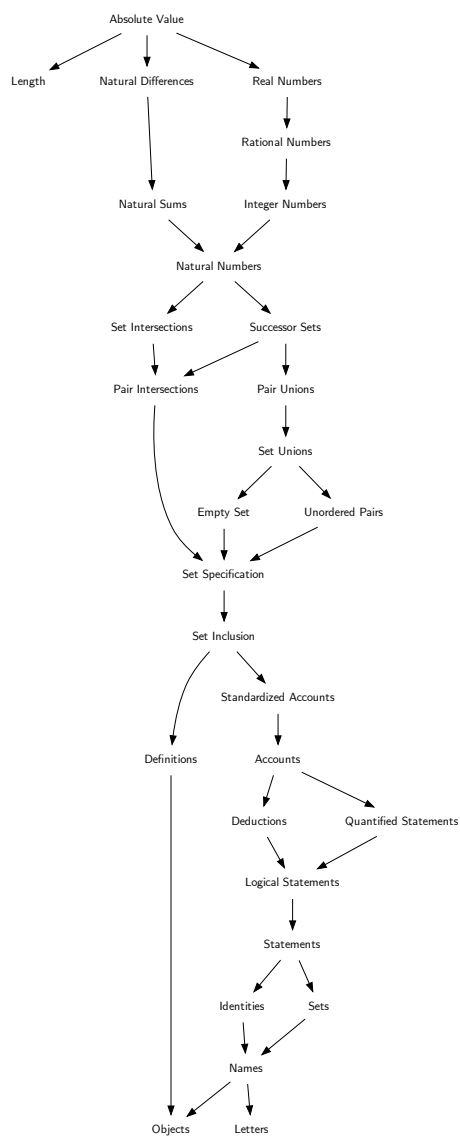 Absolute Value
Length
Natural Differences
Real Numbers
Rational Numbers
Natural Sums
Integer Numbers
Natural Numbers
Set Intersections
Successor Sets
Pair Intersections
Pair Unions
Set Unions
Empty Set
Unordered Pairs
Set Specification
Set Inclusion
Standardized Accounts
Definitions
Accounts
Deductions
Quantified Statements
Logical Statements
Statements
Identities
Sets
Names
Objects
Letters